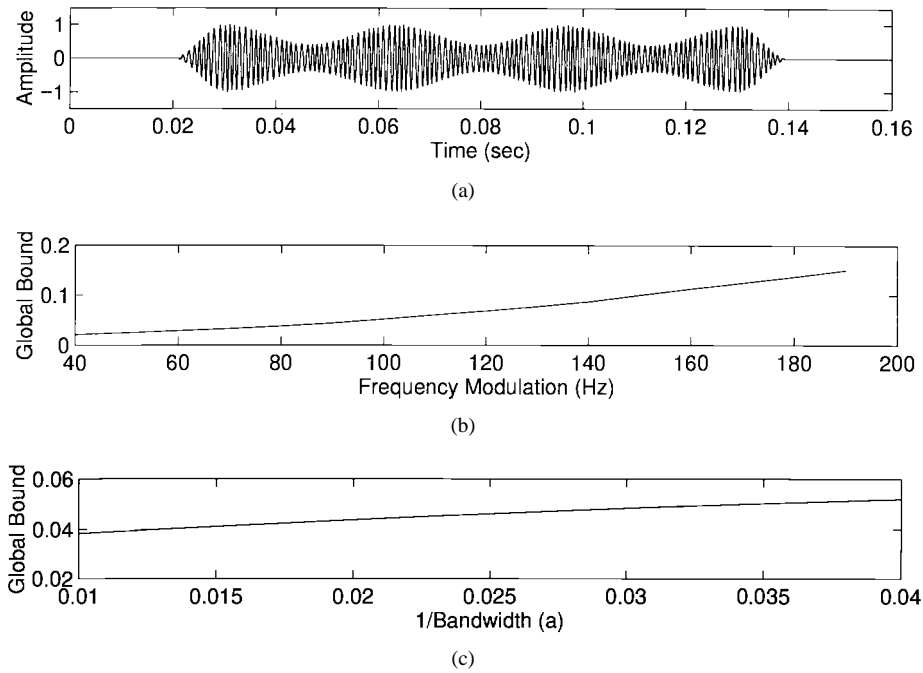 Amplitude
1
0
−1
0 0.02 0.04 0.06 0.08 0.1 0.12 0.14 0.16
Time (sec)
(a)
Global Bound
0.2
0.1
0
40 60 80 100 120 140 160 180 200
Frequency Modulation (Hz)
(b)
Global Bound
0.06
0.04
0.02
0.01 0.015 0.02 0.025 0.03 0.035 0.04
1/Bandwidth (a)
(c)